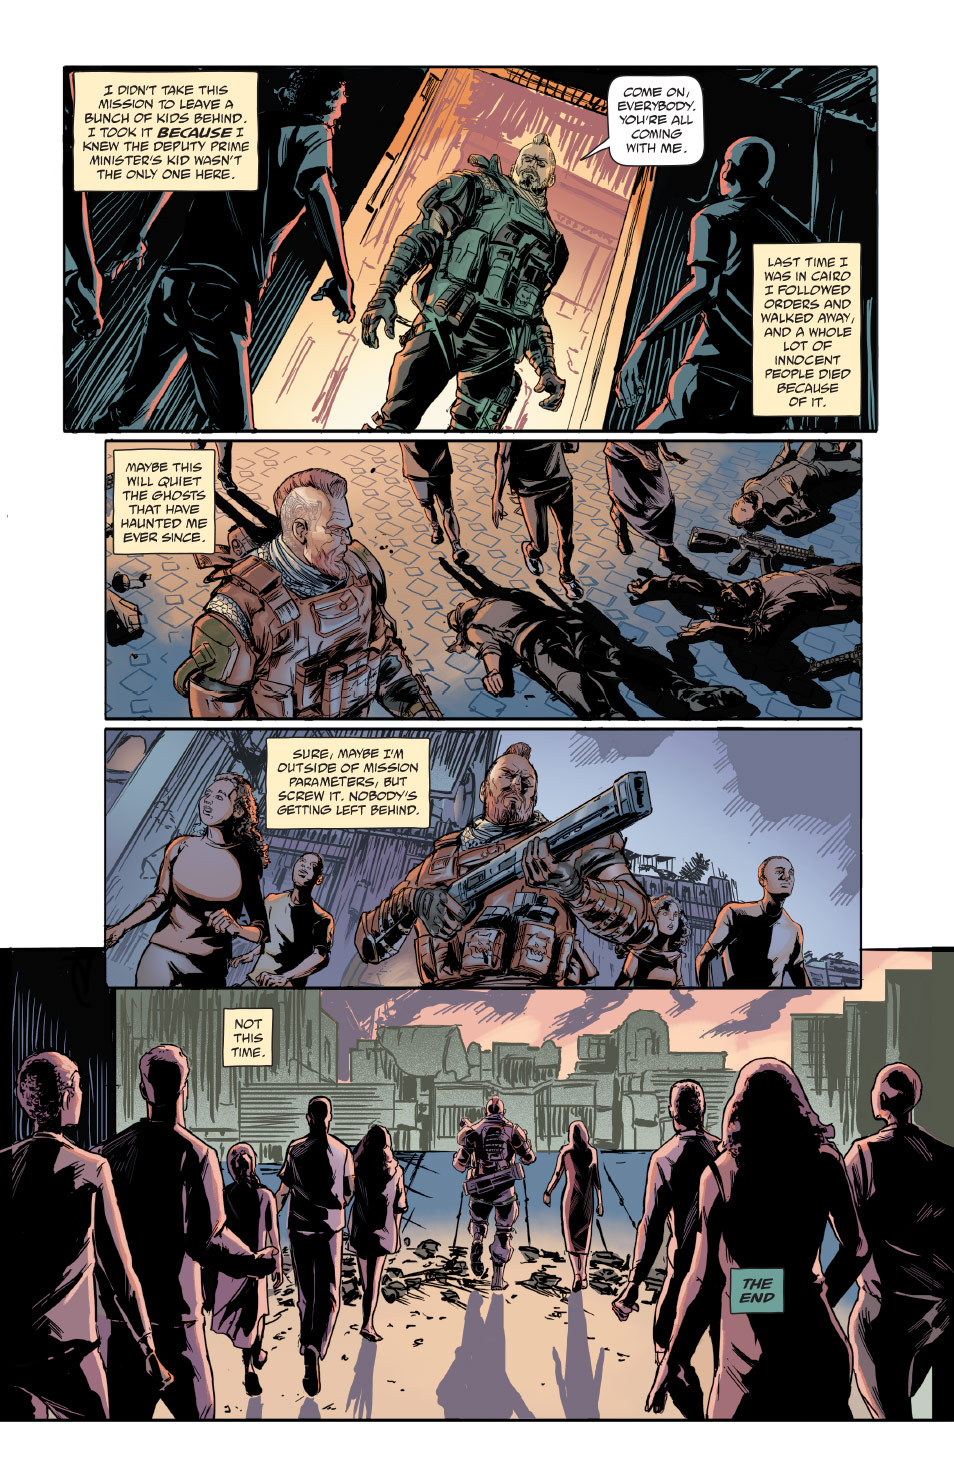 I DIDN'T TAKE THIS
MISSION TO LEAVE A
BUNCH OF KIDS BEHIND.
I TOOK IT BECAUSE I
KNEW THE DEPUTY PRIME
MINISTER'S KID WASN'T
THE ONLY ONE HERE.
COME ON,
EVERYBODY.
YOU'RE ALL
COMING
WITH ME.
LAST TIME I
WAS IN CAIRO
I FOLLOWED
ORDERS AND
WALKED AWAY,
AND A WHOLE
LOT OF
INNOCENT
PEOPLE DIED
BECAUSE
OF IT.
MAYBE THIS
WILL QUIET
THE GHOSTS
THAT HAVE
HAUNTED ME
EVER SINCE.
SURE, MAYBE I'M
OUTSIDE OF MISSION
PARAMETERS, BUT
SCREW IT. NOBODY'S
GETTING LEFT BEHIND.
NOT
THIS
TIME.
THE
END